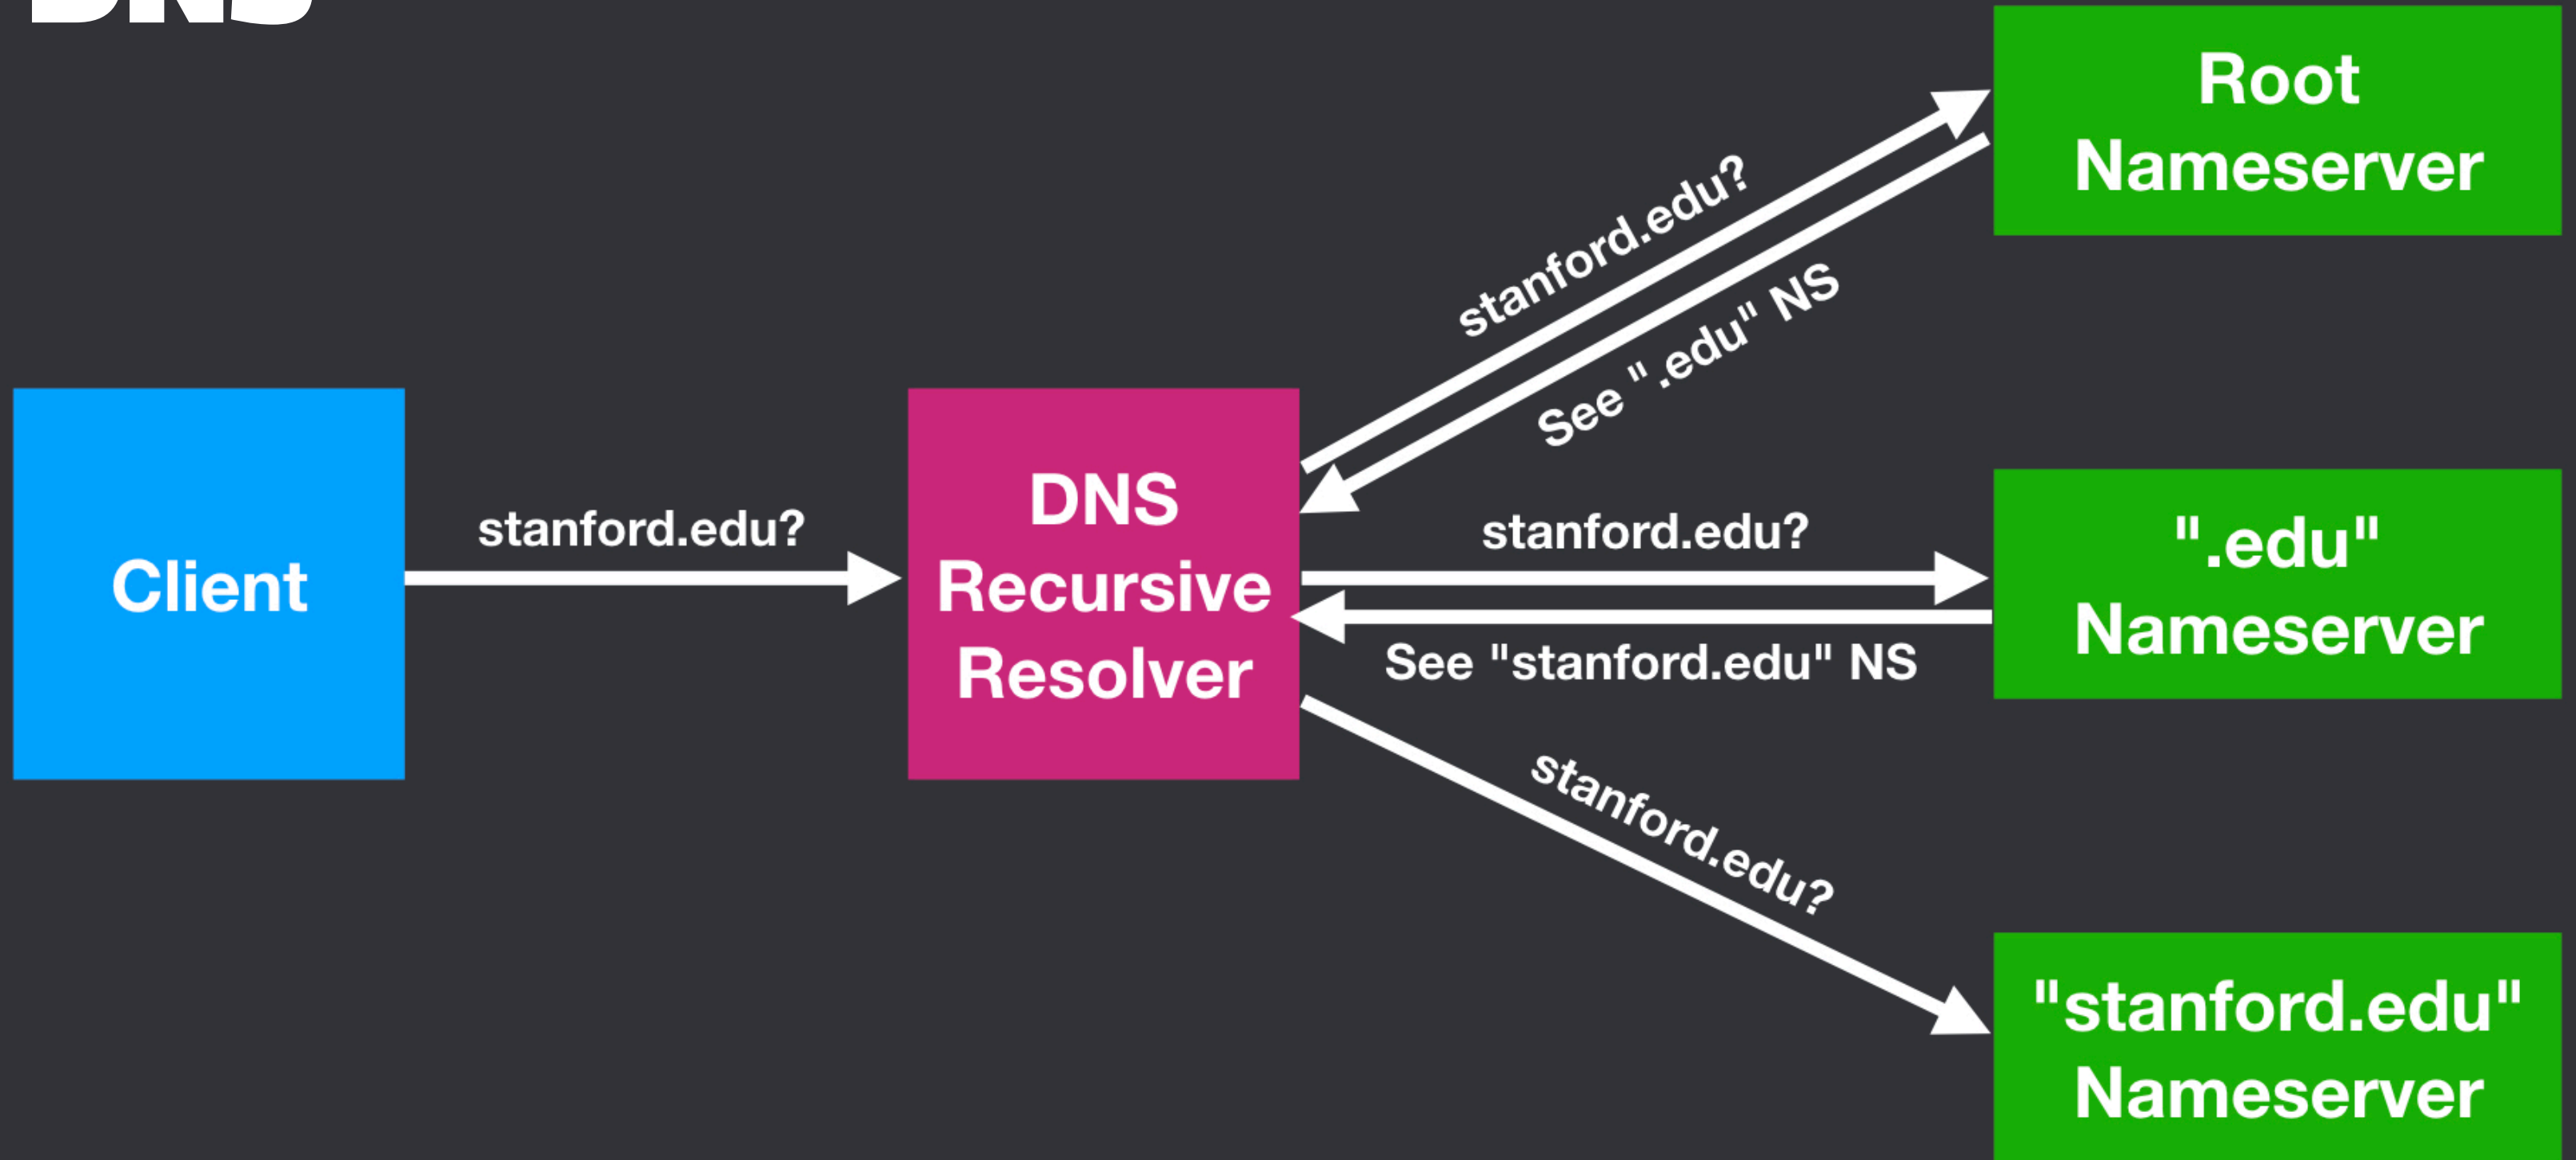 DNS
Root
Nameserver
stanford.edu?
See ".edu" NS
Client
stanford.edu?
DNS
Recursive
Resolver
stanford.edu?
See "stanford.edu" NS
".edu"
Nameserver
stanford.edu?
"stanford.edu"
Nameserver